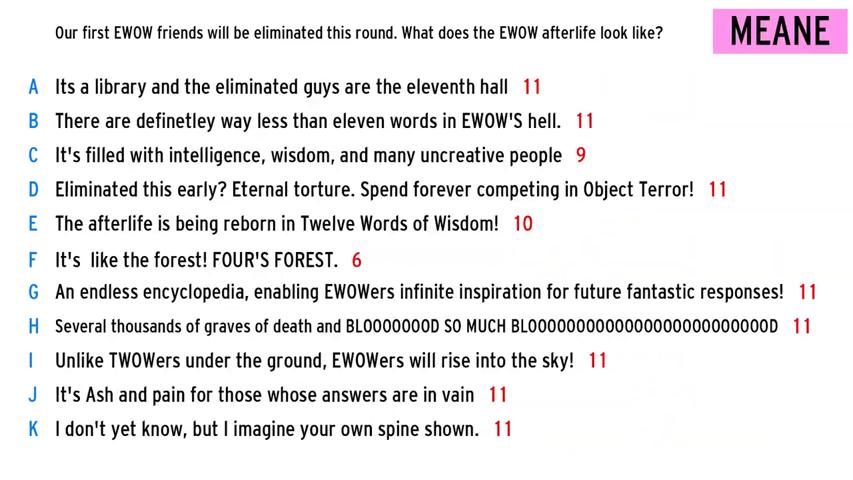 Our first EWOW friends will be eliminated this round. What does the EWOW afterlife look like?
MEANE
A Its a library and the eliminated guys are the eleventh hall 11
B There are definetley way less than eleven words in EWOW'S hell. 11
C It's filled with intelligence, wisdom, and many uncreative people 9
D Eliminated this early? Eternal torture. Spend forever competing in Object Terror! 11
E The afterlife is being reborn in Twelve Words of Wisdom! 10
F It's like the forest! FOUR'S FOREST. 6
G An endless encyclopedia, enabling EWOWers infinite inspiration for future fantastic responses! 11
H Several thousands of graves of death and BLOOOOOOOD SO MUCH BLOOOOOOOOOOOOOOOOOOOOOOOOOD 11
I Unlike TWOWers under the ground, EWOWers will rise into the sky! 11
J It's Ash and pain for those whose answers are in vain 11
K I don't yet know, but I imagine your own spine shown. 11